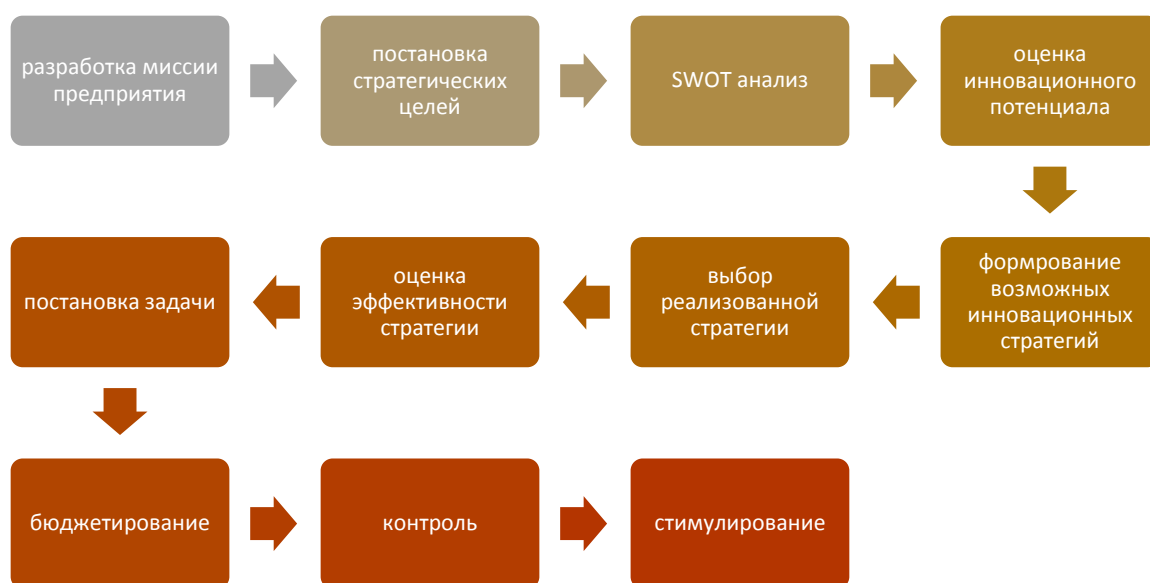 разработка миссии
предприятия
постановка
стратегических
целей
SWOT анализ
оценка
инновационного
потенциала
формрование
возможных
инновационных
стратегий
выбор
реализованной
стратегии
оценка
эффективности
стратегии
постановка задачи
бюджетирование
контроль
стимулирование